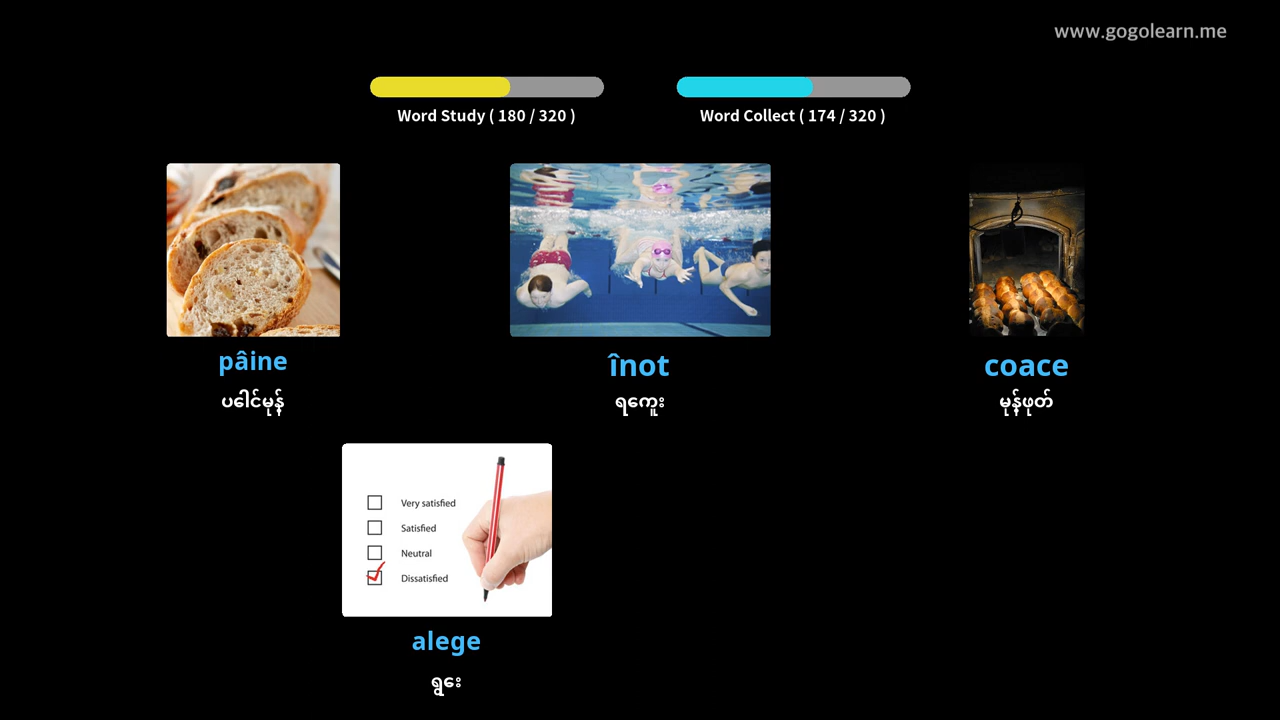 www.gogolearn.me
Word Study ( 180 / 320 )
Word Collect ( 174 / 320 )
pâine
ပေါင်မုန့်
înot
ရေကူး
coace
မုန့်ဖုတ်
Very satisfied
Satisfied
Neutral
Dissatisfied
alege
ရွေး